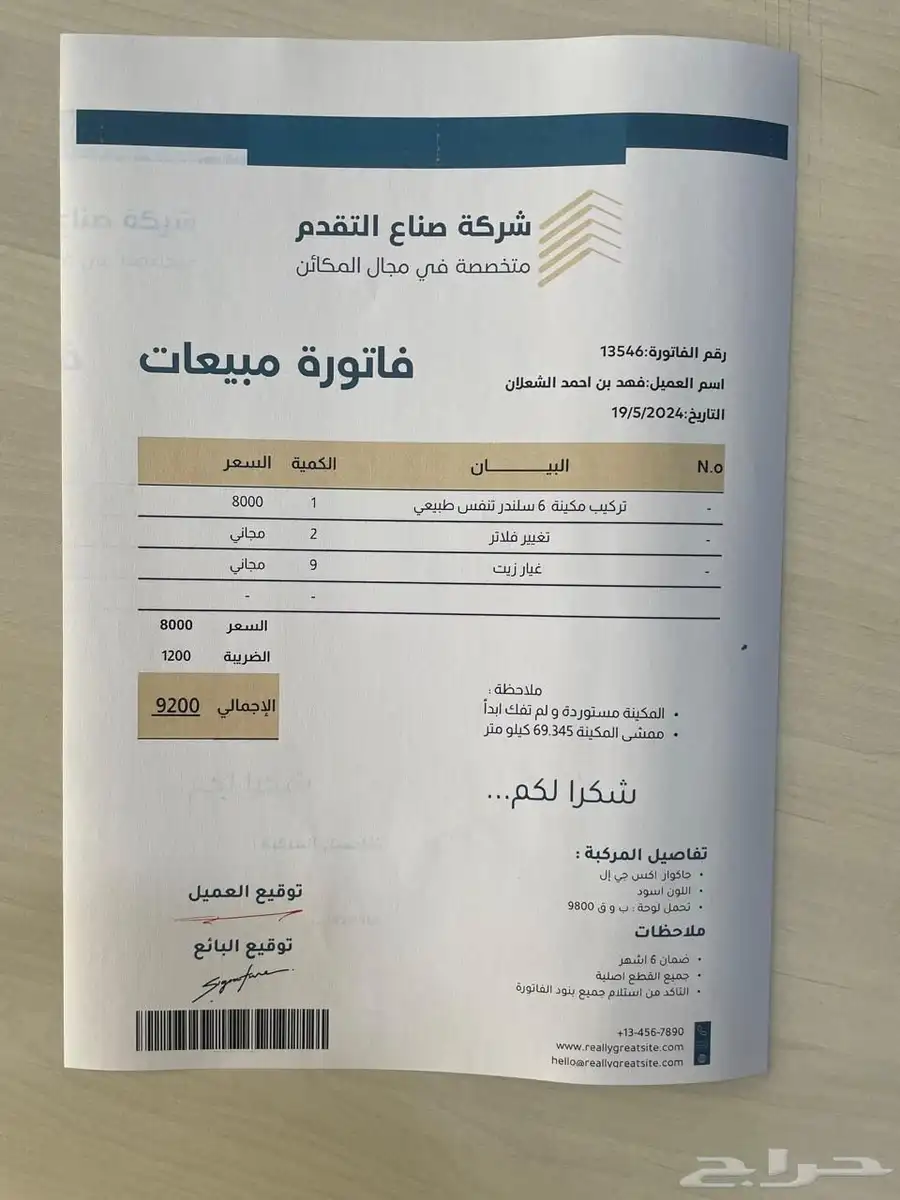 شركة صناع التقدم
متخصصة في مجال المكائن
رقم الفاتورة:13546
اسم العميل:فهد بن احمد الشعلان
التاريخ:19/5/2024
فاتورة مبيعات
N.o البيــــــــان الكمية السعر
- تركيب مكينة 6 سلندر تنفس طبيعي 1 8000
- تغيير فلاتر 2 مجاني
- غيار زيت 9 مجاني
- -
السعر 8000
الضريبة 1200
الإجمالي 9200
ملاحظة :
• المكينة مستوردة و لم تفك ابداً
• ممشى المكينة 69.345 كيلو متر
شكرا لكم...
تفاصيل المركبة :
• جاكوار اكس جي إل
• اللون اسود
• تحمل لوحة : ب و ق 9800
ملاحظات
• ضمان 6 اشهر
• جميع القطع اصلية
• التاكد من استلام جميع بنود الفاتورة
توقيع العميل
توقيع البائع
Signature
+13-456-7890
www.reallygreatsite.com
hello@reallygreatsite.com
حراج